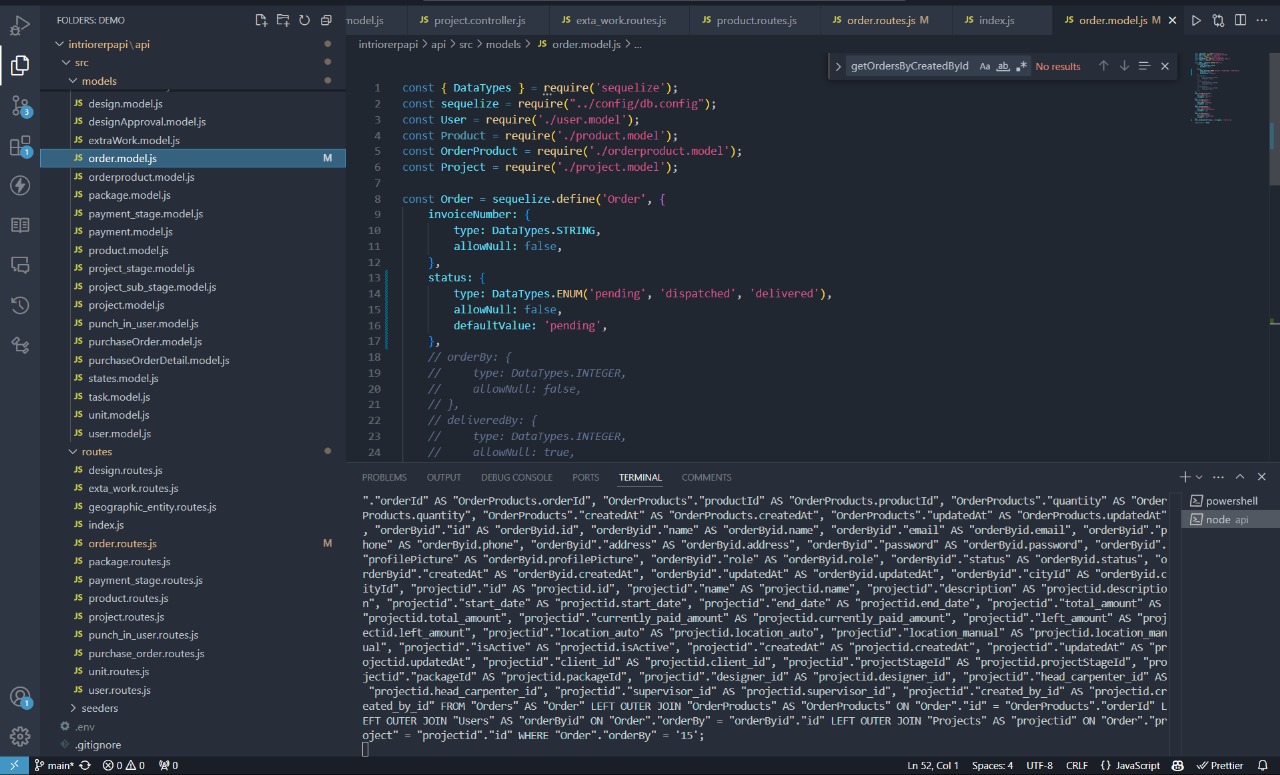 FOLDERS: DEMO
intriorerpapi \ api
src
models
design.model.js
designApproval.model.js
extraWork.model.js
order.model.js M
orderproduct.model.js
package.model.js
payment_stage.model.js
payment.model.js
product.model.js
project_stage.model.js
project_sub_stage.model.js
project.model.js
punch_in_user.model.js
purchaseOrder.model.js
purchaseOrderDetail.model.js
states.model.js
task.model.js
unit.model.js
user.model.js
routes
design.routes.js
exta_work.routes.js
geographic_entity.routes.js
index.js
order.routes.js M
package.routes.js
payment_stage.routes.js
product.routes.js
project.routes.js
punch_in_user.routes.js
purchase_order.routes.js
unit.routes.js
user.routes.js
seeders
.env
.gitignore
model.js JS project.controller.js JS exta_work.routes.js JS product.routes.js JS order.routes.js M JS index.js JS order.model.js M
intriorerpapi > api > src > models > JS order.model.js > ...
getOrdersByCreatedById Aa ab .* No results
1 const { DataTypes } = require('sequelize');
2 const sequelize = require("../config/db.config");
3 const User = require('./user.model');
4 const Product = require('./product.model');
5 const OrderProduct = require('./orderproduct.model');
6 const Project = require('./project.model');
7
8 const Order = sequelize.define('Order', {
9 invoiceNumber: {
10 type: DataTypes.STRING,
11 allowNull: false,
12 },
13 status: {
14 type: DataTypes.ENUM('pending', 'dispatched', 'delivered'),
15 allowNull: false,
16 defaultValue: 'pending',
17 },
18 // orderBy: {
19 // type: DataTypes.INTEGER,
20 // allowNull: false,
21 // },
22 // deliveredBy: {
23 // type: DataTypes.INTEGER,
24 // allowNull: true,
PROBLEMS OUTPUT DEBUG CONSOLE PORTS TERMINAL COMMENTS
"."orderId" AS "OrderProducts.orderId", "OrderProducts"."productId" AS "OrderProducts.productId", "OrderProducts"."quantity" AS "Order
Products.quantity", "OrderProducts"."createdAt" AS "OrderProducts.createdAt", "OrderProducts"."updatedAt" AS "OrderProducts.updatedAt"
, "orderByid"."id" AS "orderByid.id", "orderByid"."name" AS "orderByid.name", "orderByid"."email" AS "orderByid.email", "orderByid"."p
hone" AS "orderByid.phone", "orderByid"."address" AS "orderByid.address", "orderByid"."password" AS "orderByid.password", "orderByid".
"profilePicture" AS "orderByid.profilePicture", "orderByid"."role" AS "orderByid.role", "orderByid"."status" AS "orderByid.status", "o
rderByid"."createdAt" AS "orderByid.createdAt", "orderByid"."updatedAt" AS "orderByid.updatedAt", "orderByid"."cityId" AS "orderByid.c
ityId", "projectid"."id" AS "projectid.id", "projectid"."name" AS "projectid.name", "projectid"."description" AS "projectid.descriptio
n", "projectid"."start_date" AS "projectid.start_date", "projectid"."end_date" AS "projectid.end_date", "projectid"."total_amount" AS
"projectid.total_amount", "projectid"."currently_paid_amount" AS "projectid.currently_paid_amount", "projectid"."left_amount" AS "proj
ectid.left_amount", "projectid"."location_auto" AS "projectid.location_auto", "projectid"."location_manual" AS "projectid.location_man
ual", "projectid"."isActive" AS "projectid.isActive", "projectid"."createdAt" AS "projectid.createdAt", "projectid"."updatedAt" AS "pr
ojectid.updatedAt", "projectid"."client_id" AS "projectid.client_id", "projectid"."projectStageId" AS "projectid.projectStageId", "pro
jectid"."packageId" AS "projectid.packageId", "projectid"."designer_id" AS "projectid.designer_id", "projectid"."head_carpenter_id" AS
"projectid.head_carpenter_id", "projectid"."supervisor_id" AS "projectid.supervisor_id", "projectid"."created_by_id" AS "projectid.cr
eated_by_id" FROM "Orders" AS "Order" LEFT OUTER JOIN "OrderProducts" AS "OrderProducts" ON "Order"."id" = "OrderProducts"."orderId" L
EFT OUTER JOIN "Users" AS "orderByid" ON "Order"."orderBy" = "orderByid"."id" LEFT OUTER JOIN "Projects" AS "projectid" ON "Order"."pr
oject" = "projectid"."id" WHERE "Order"."orderBy" = '15';
powershell
node api
main* 0 0 0 Ln 52, Col 1 Spaces: 4 UTF-8 CRLF {} JavaScript Prettier